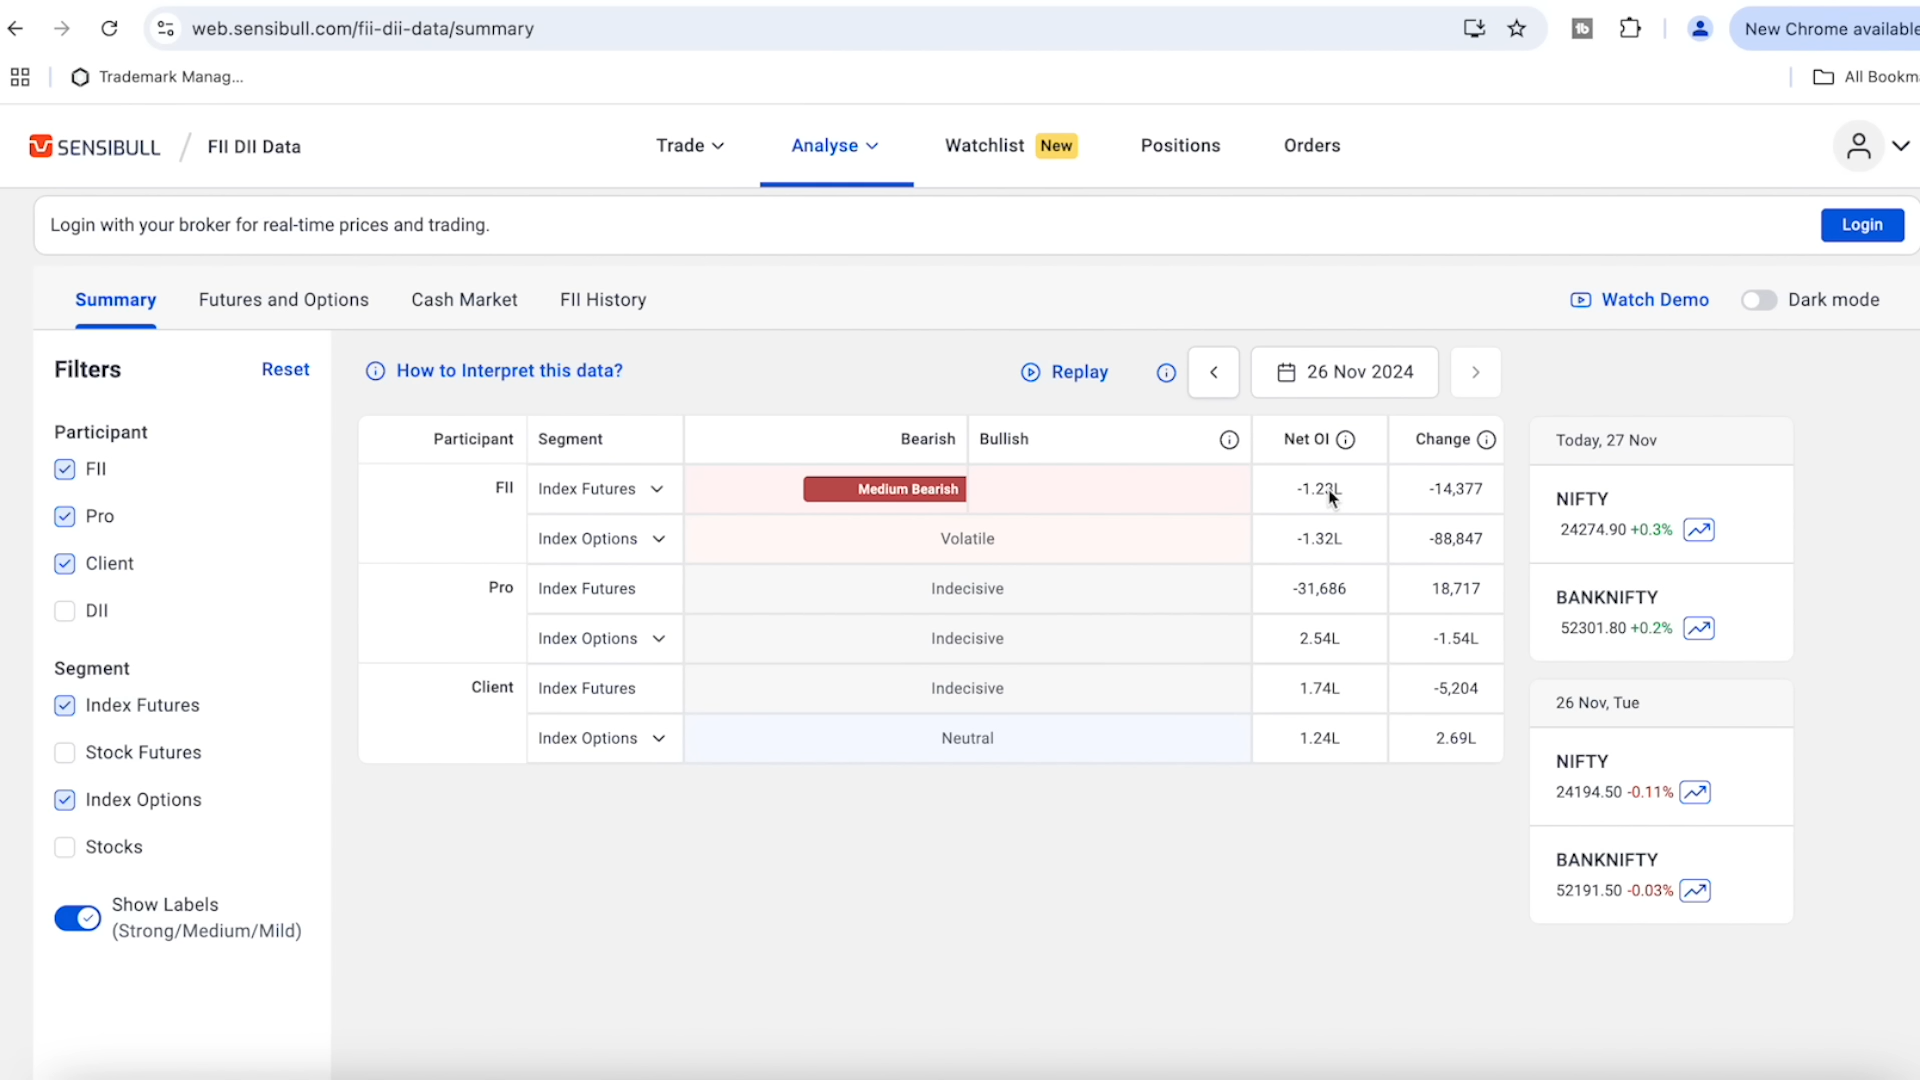 web.sensibull.com/fii-dii-data/summary
New Chrome available
Trademark Manag...
All Bookm
SENSIBULL / FII DII Data
Trade
Analyse
Watchlist New
Positions
Orders
Login with your broker for real-time prices and trading.
Login
Summary
Futures and Options
Cash Market
FII History
Watch Demo
Dark mode
Filters
Reset
Participant
FII
Pro
Client
DII
Segment
Index Futures
Stock Futures
Index Options
Stocks
Show Labels
(Strong/Medium/Mild)
How to Interpret this data?
Replay
26 Nov 2024
Participant Segment Bearish Bullish Net OI Change
FII Index Futures Medium Bearish -14,377
Index Options Volatile -1.32L -88,847
Pro Index Futures Indecisive -31,686 18,717
Index Options Indecisive 2.54L -1.54L
Client Index Futures Indecisive 1.74L -5,204
Index Options Neutral 1.24L 2.69L
Today, 27 Nov
NIFTY
24274.90 +0.3%
BANKNIFTY
52301.80 +0.2%
26 Nov, Tue
NIFTY
24194.50 -0.11%
BANKNIFTY
52191.50 -0.03%